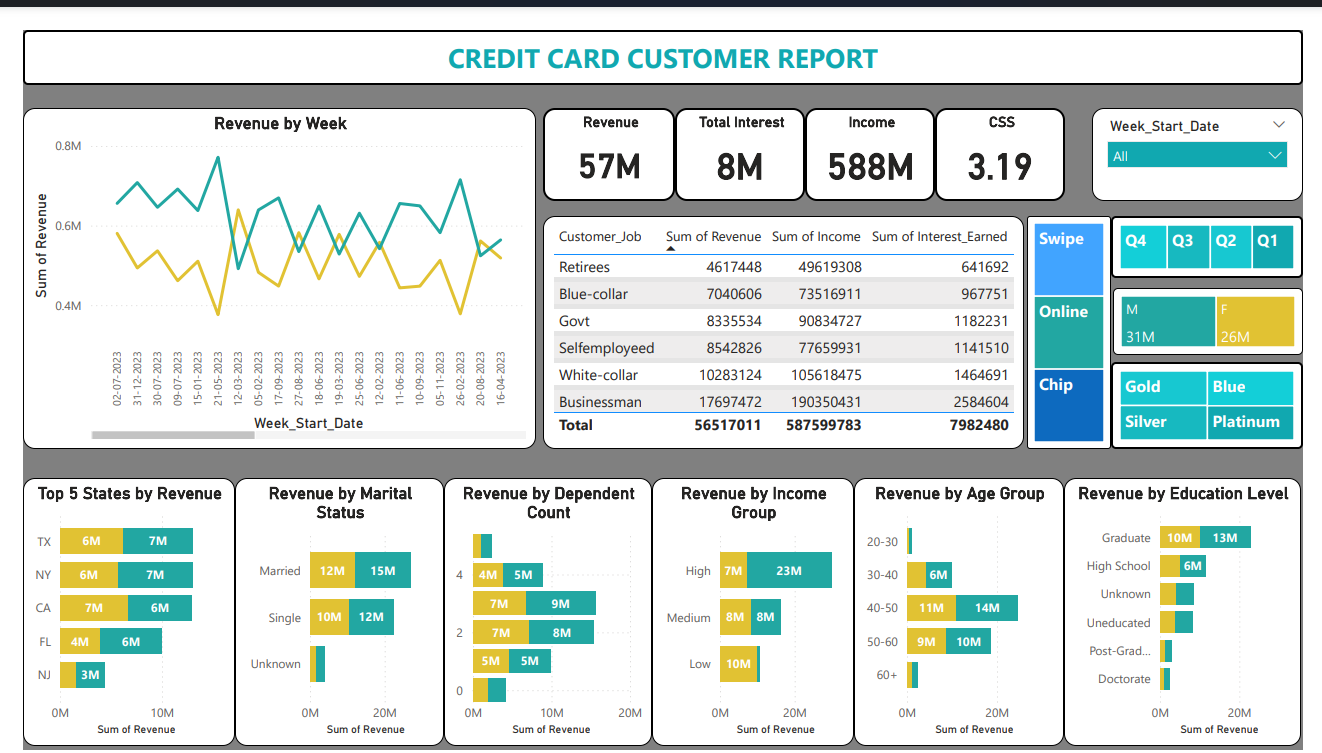 CREDIT CARD CUSTOMER REPORT
Revenue by Week
0.8M
0.6M
0.4M
Sum of Revenue
02-07-2023
31-12-2023
30-07-2023
09-07-2023
15-01-2023
21-05-2023
12-03-2023
05-02-2023
17-09-2023
27-08-2023
18-06-2023
19-03-2023
25-06-2023
12-02-2023
11-06-2023
10-09-2023
05-11-2023
26-02-2023
20-08-2023
16-04-2023
Week_Start_Date
Revenue
57M
Total Interest
8M
Income
588M
CSS
3.19
Week_Start_Date
All
Customer_Job Sum of Revenue Sum of Income Sum of Interest_Earned
Retirees 4617448 49619308 641692
Blue-collar 7040606 73516911 967751
Govt 8335534 90834727 1182231
Selfemployeed 8542826 77659931 1141510
White-collar 10283124 105618475 1464691
Businessman 17697472 190350431 2584604
Total 56517011 587599783 7982480
Swipe
Online
Chip
Q4 Q3 Q2 Q1
M F
31M 26M
Gold Blue
Silver Platinum
Top 5 States by Revenue
TX 6M 7M
NY 6M 7M
CA 7M 6M
FL 4M 6M
NJ 3M
0M 10M
Sum of Revenue
Revenue by Marital
Status
Married 12M 15M
Single 10M 12M
Unknown
0M 20M
Sum of Revenue
Revenue by Dependent
Count
4 4M 5M
7M 9M
2 7M 8M
5M 5M
0
0M 10M 20M
Sum of Revenue
Revenue by Income
Group
High 7M 23M
Medium 8M 8M
Low 10M
0M 20M
Sum of Revenue
Revenue by Age Group
20-30
30-40 6M
40-50 11M 14M
50-60 9M 10M
60+
0M 20M
Sum of Revenue
Revenue by Education Level
Graduate 10M 13M
High School 6M
Unknown
Uneducated
Post-Grad...
Doctorate
0M 20M
Sum of Revenue